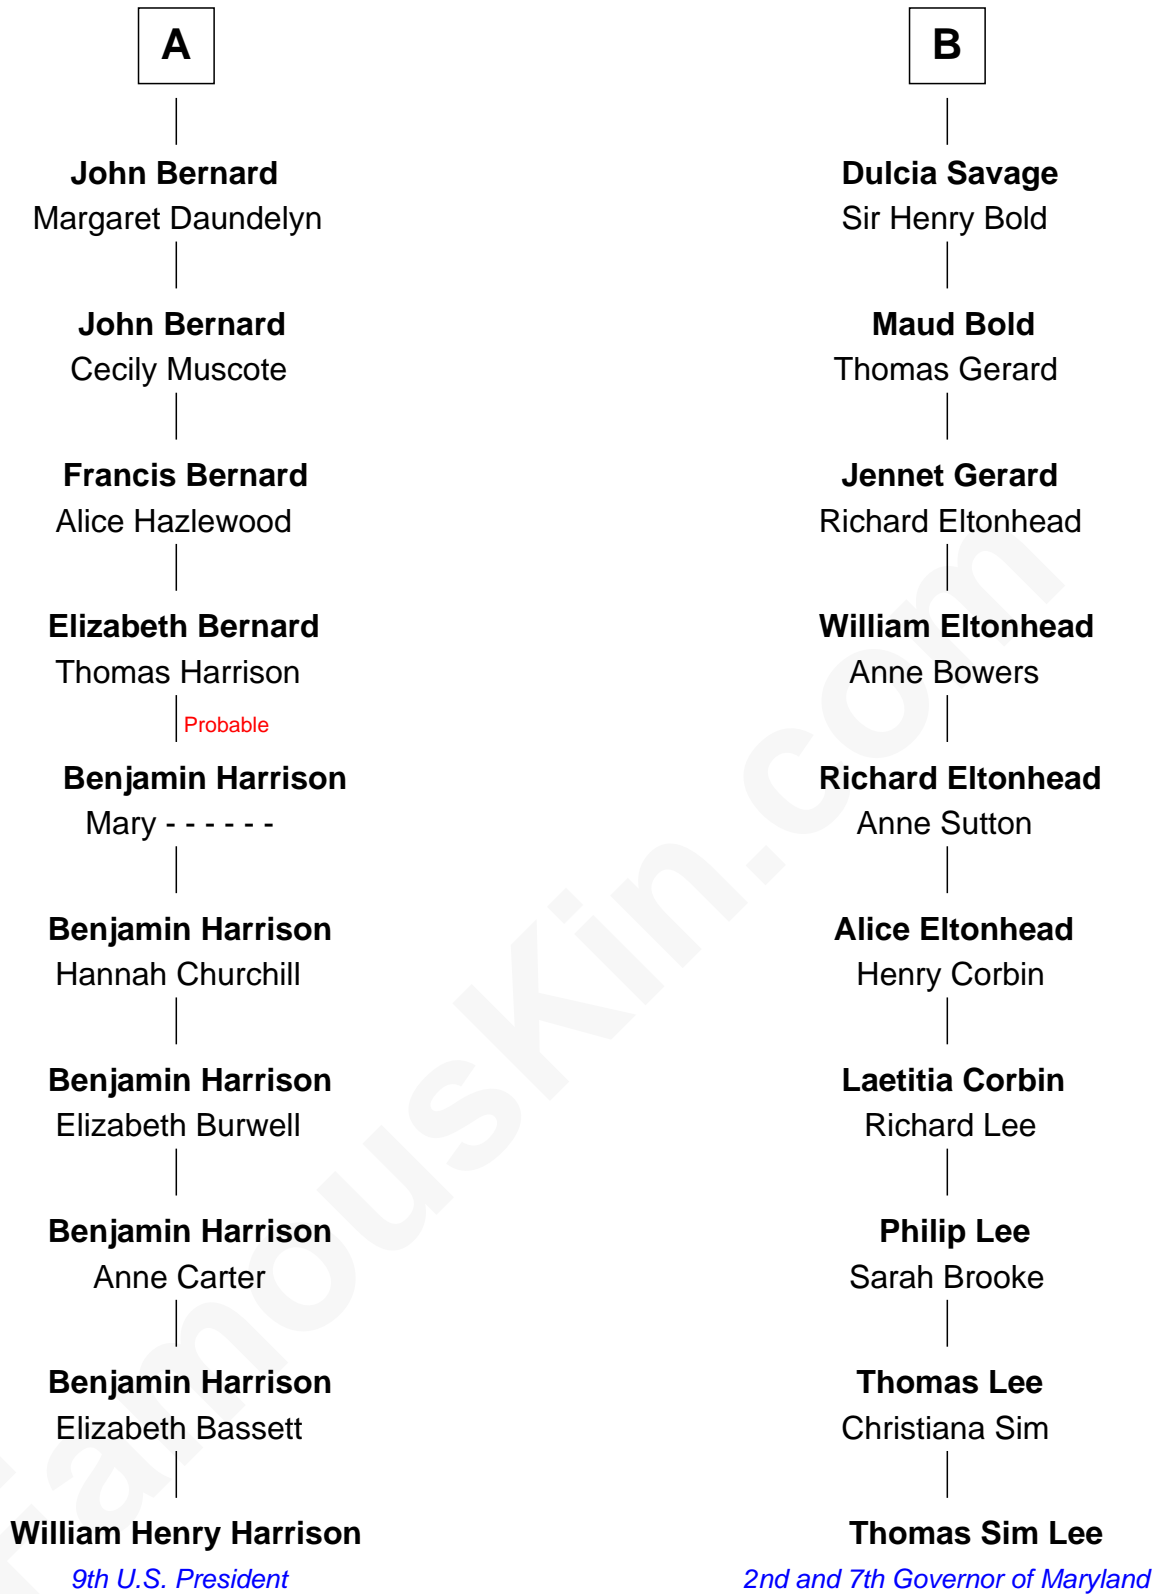 A
John Bernard
Margaret Daundelyn
John Bernard
Cecily Muscote
Francis Bernard
Alice Hazlewood
Elizabeth Bernard
Thomas Harrison
Probable
Benjamin Harrison
Mary - - - - - -
Benjamin Harrison
Hannah Churchill
Benjamin Harrison
Elizabeth Burwell
Benjamin Harrison
Anne Carter
Benjamin Harrison
Elizabeth Bassett
William Henry Harrison
9th U.S. President
B
Dulcia Savage
Sir Henry Bold
Maud Bold
Thomas Gerard
Jennet Gerard
Richard Eltonhead
William Eltonhead
Anne Bowers
Richard Eltonhead
Anne Sutton
Alice Eltonhead
Henry Corbin
Laetitia Corbin
Richard Lee
Philip Lee
Sarah Brooke
Thomas Lee
Christiana Sim
Thomas Sim Lee
2nd and 7th Governor of Maryland
FamousKin.com